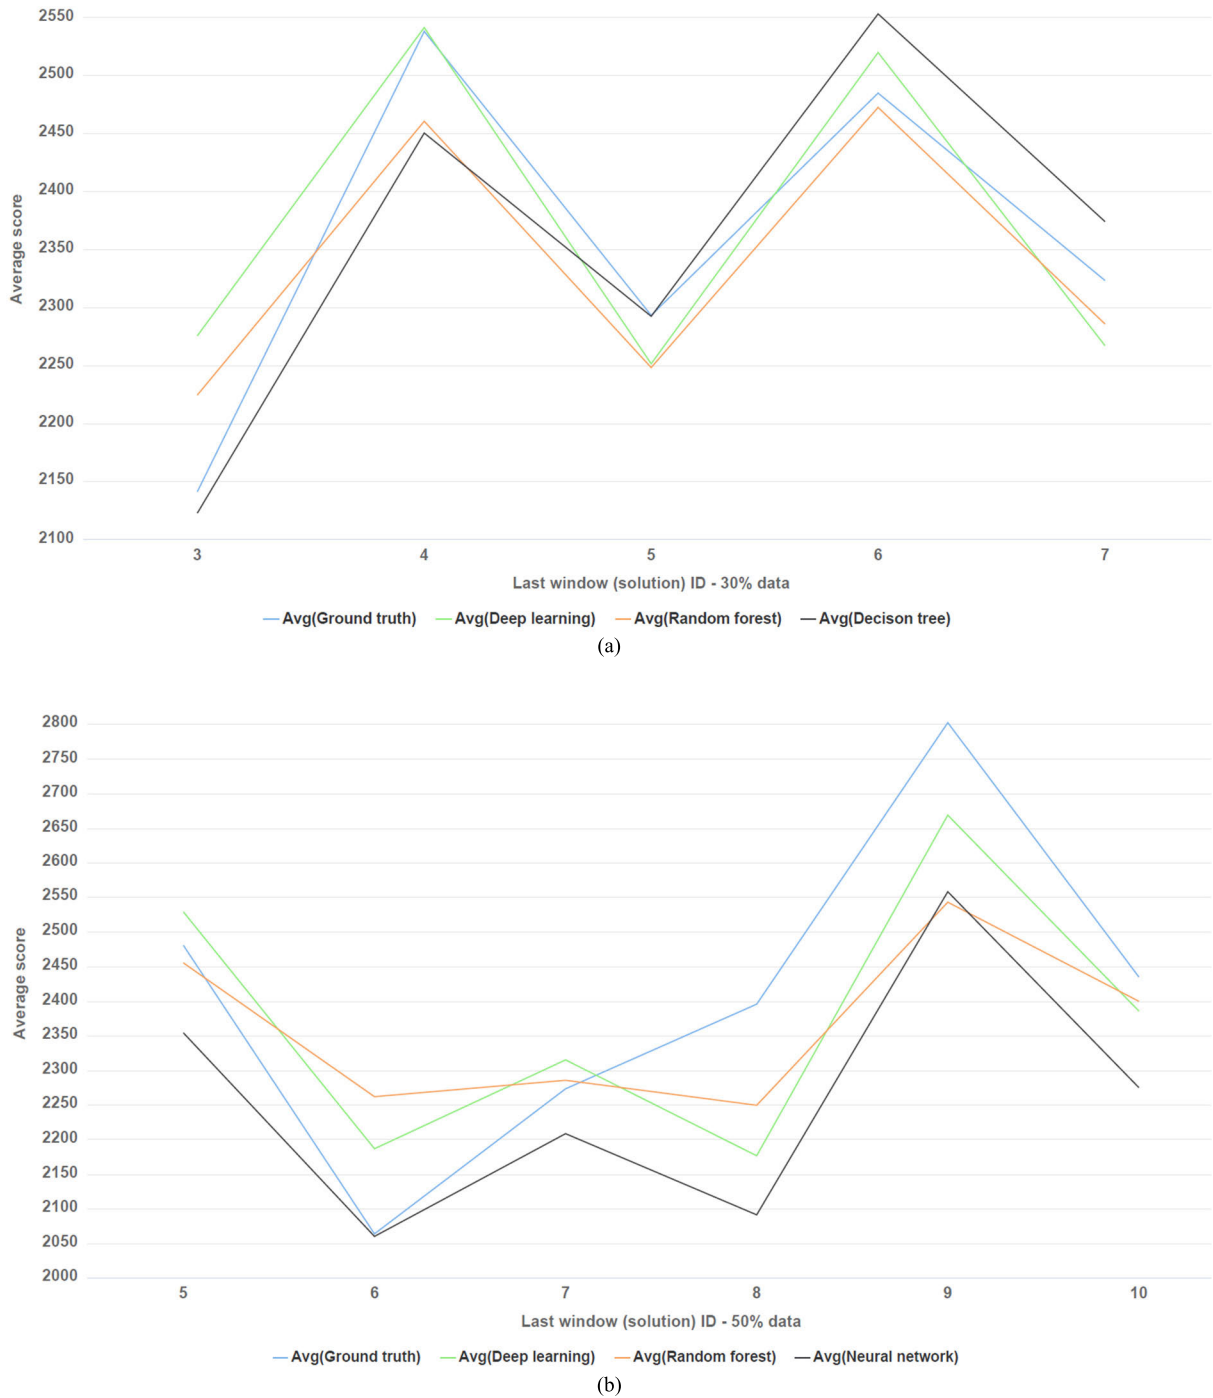 2550
2500
2450
2400
2350
2300
2250
2200
2150
2100
Average score
3 4 5 6 7
Last window (solution) ID - 30% data
Avg(Ground truth) Avg(Deep learning) Avg(Random forest) Avg(Decison tree)
(a)
2800
2750
2700
2650
2600
2550
2500
2450
2400
2350
2300
2250
2200
2150
2100
2050
2000
Average score
5 6 7 8 9 10
Last window (solution) ID - 50% data
Avg(Ground truth) Avg(Deep learning) Avg(Random forest) Avg(Neural network)
(b)